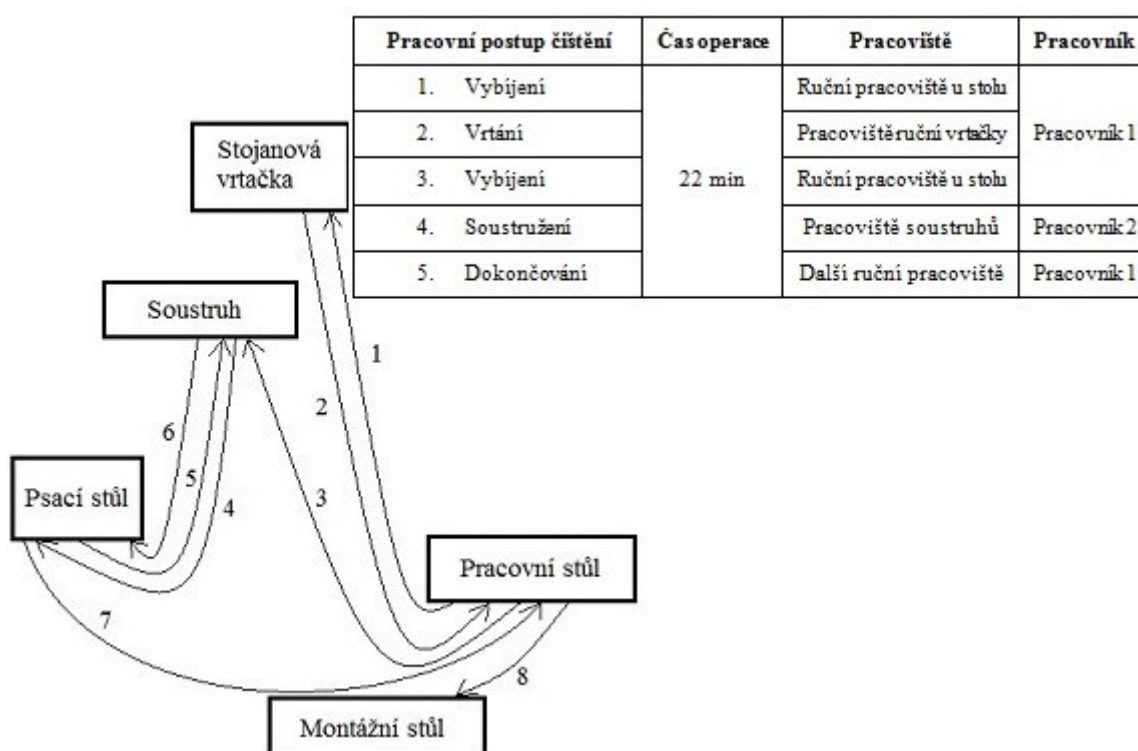 Pracovní postup čištění Čas operace Pracoviště Pracovník
1. Vybíjení Ruční pracoviště u stolu
2. Vrtání Pracoviště ruční vrtačky Pracovník 1
3. Vybíjení 22 min Ruční pracoviště u stolu
4. Soustružení Pracoviště soustruhů Pracovník 2
5. Dokončování Další ruční pracoviště Pracovník 1
Stojanová
vrtačka
Soustruh
1
2
6
5
4
3
Psací stůl
Pracovní stůl
7
8
Montážní stůl